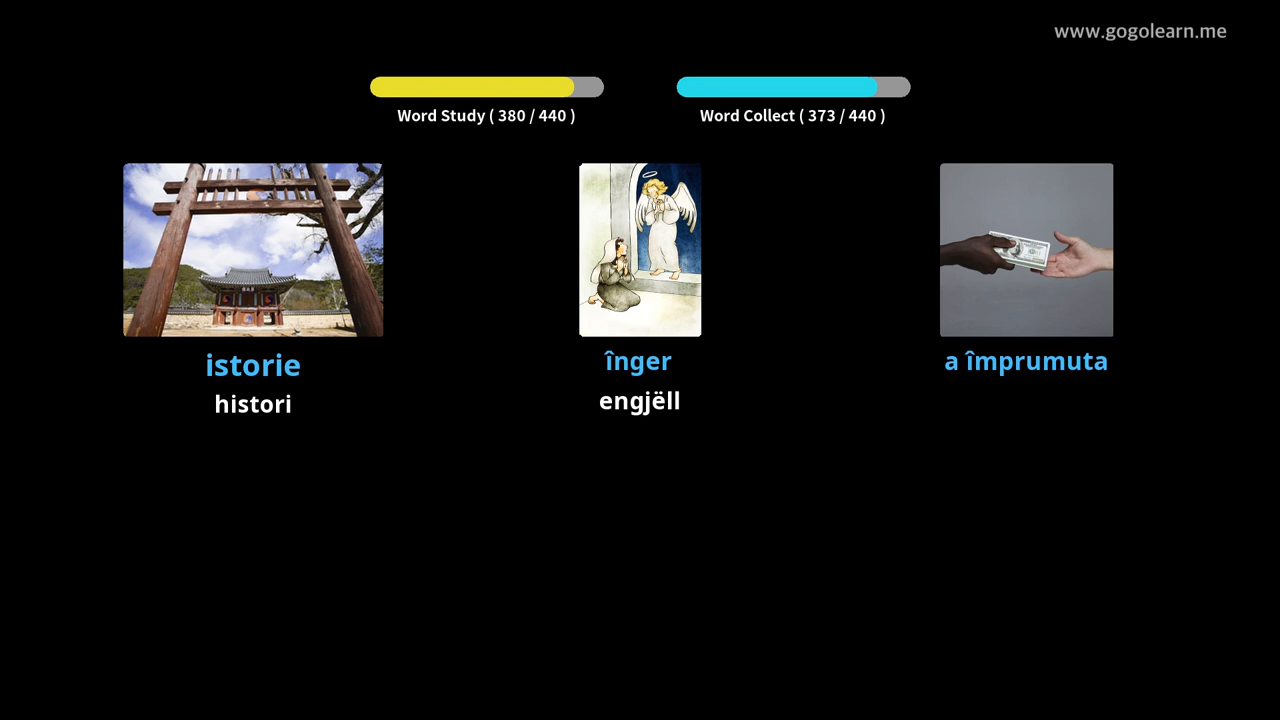 www.gogolearn.me
Word Study ( 380 / 440 )
Word Collect ( 373 / 440 )
istorie
histori
înger
engjëll
a împrumuta